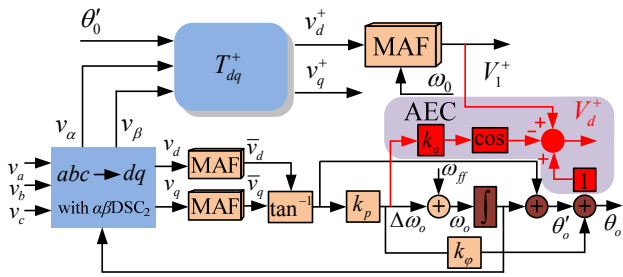 θ′0
v+d
MAF
V+1
T+dq
v+q
ω0
AEC
V+d
vα
vβ
ka
cos
−
+
+
1
va
vb
vc
abc → dq
with αβDSC2
vd
MAF
v̅d
vq
MAF
v̅q
tan−1
kp
Δωo
ωff
+
ωo
∫
+
θ′o
+
θo
kφ